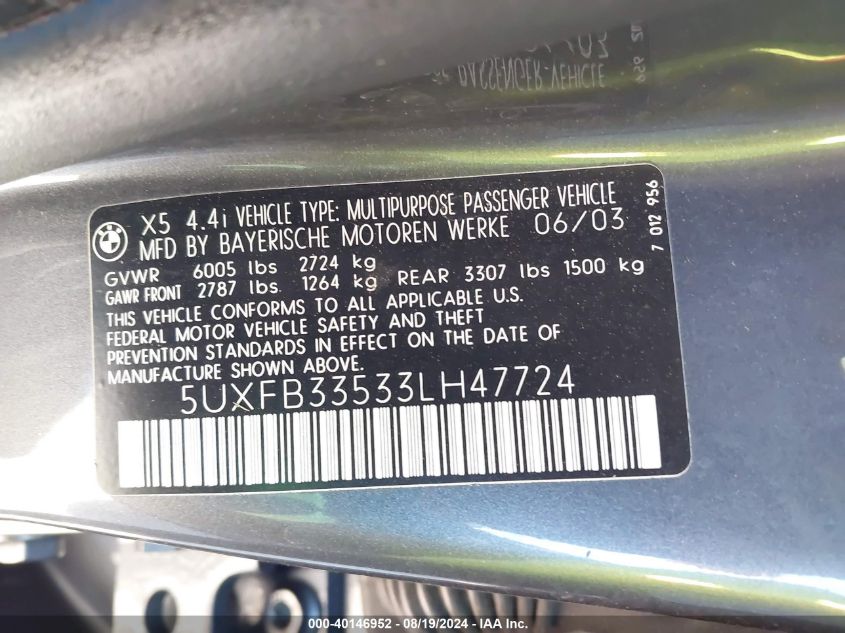 X5 4.4i VEHICLE TYPE: MULTIPURPOSE PASSENGER VEHICLE
MFD BY BAYERISCHE MOTOREN WERKE 06/03
GVWR 6005 lbs 2724 kg
GAWR FRONT 2787 lbs. 1264 kg REAR 3307 lbs 1500 kg
THIS VEHICLE CONFORMS TO ALL APPLICABLE U.S.
FEDERAL MOTOR VEHICLE SAFETY AND THEFT
PREVENTION STANDARDS IN EFFECT ON THE DATE OF
MANUFACTURE SHOWN ABOVE.
5UXFB33533LH47724
7 012 956
PASSENGER VEHICLE
000-40146952 - 08/19/2024 - IAA Inc.